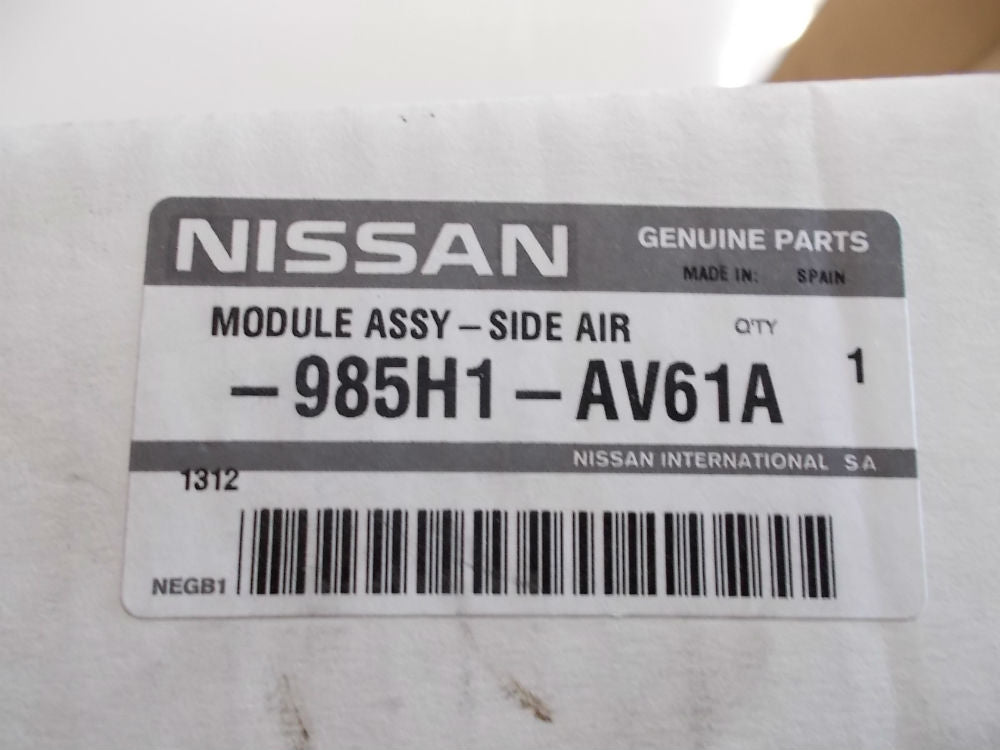 NISSAN
GENUINE PARTS
MADE IN: SPAIN
MODULE ASSY – SIDE AIR
Q'TY
– 985H1 – AV61A
1
NISSAN INTERNATIONAL SA
1312
NEGB1